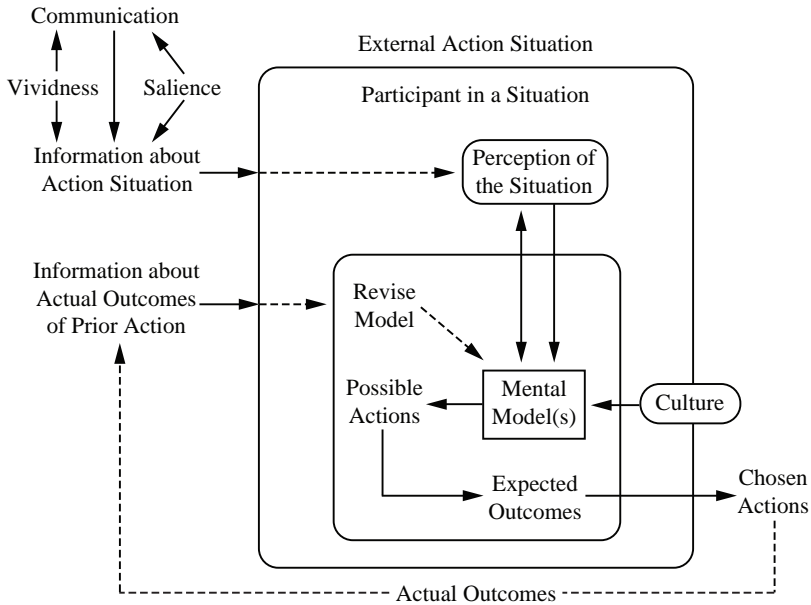 Communication
External Action Situation
Vividness
Salience
Participant in a Situation
Information about
Action Situation
Perception of
the Situation
Information about
Actual Outcomes
of Prior Action
Revise
Model
Possible
Actions
Mental
Model(s)
Culture
Expected
Outcomes
Chosen
Actions
Actual Outcomes